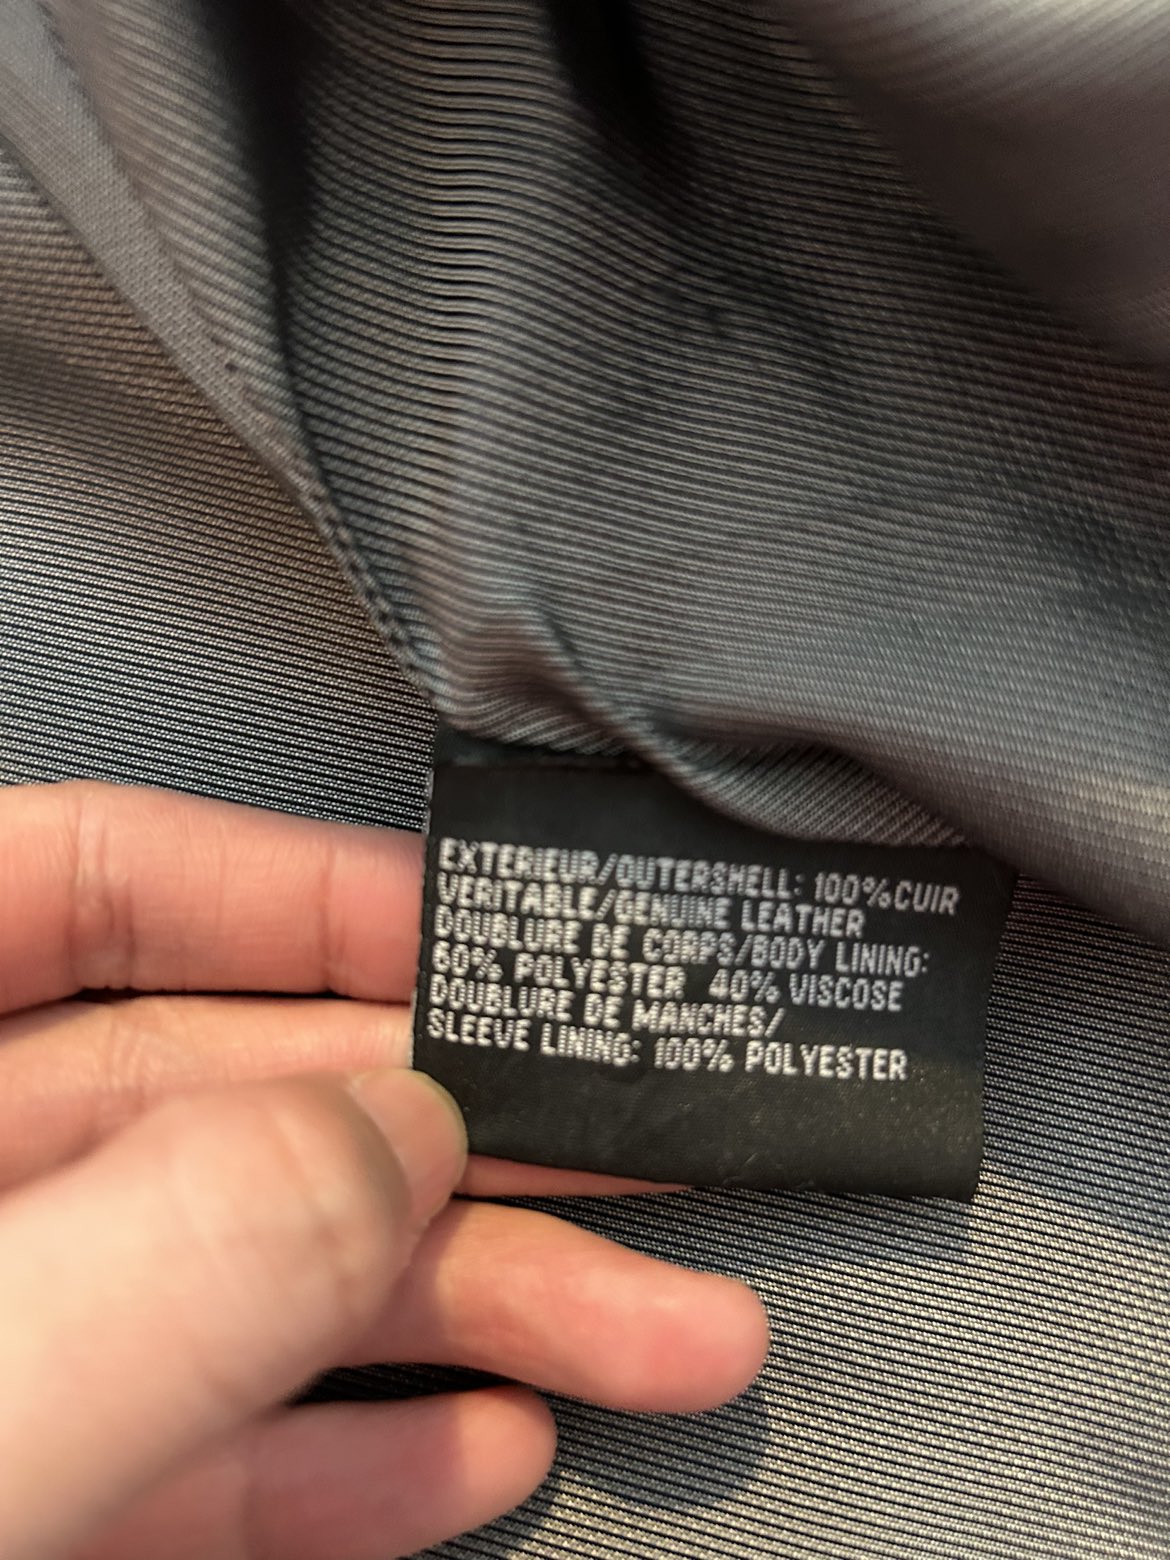 EXTERIEUR/OUTERSHELL: 100%CUIR
VERITABLE/GENUINE LEATHER
DOUBLURE DE CORPS/BODY LINING:
60% POLYESTER 40% VISCOSE
DOUBLURE DE MANCHES/
SLEEVE LINING: 100% POLYESTER